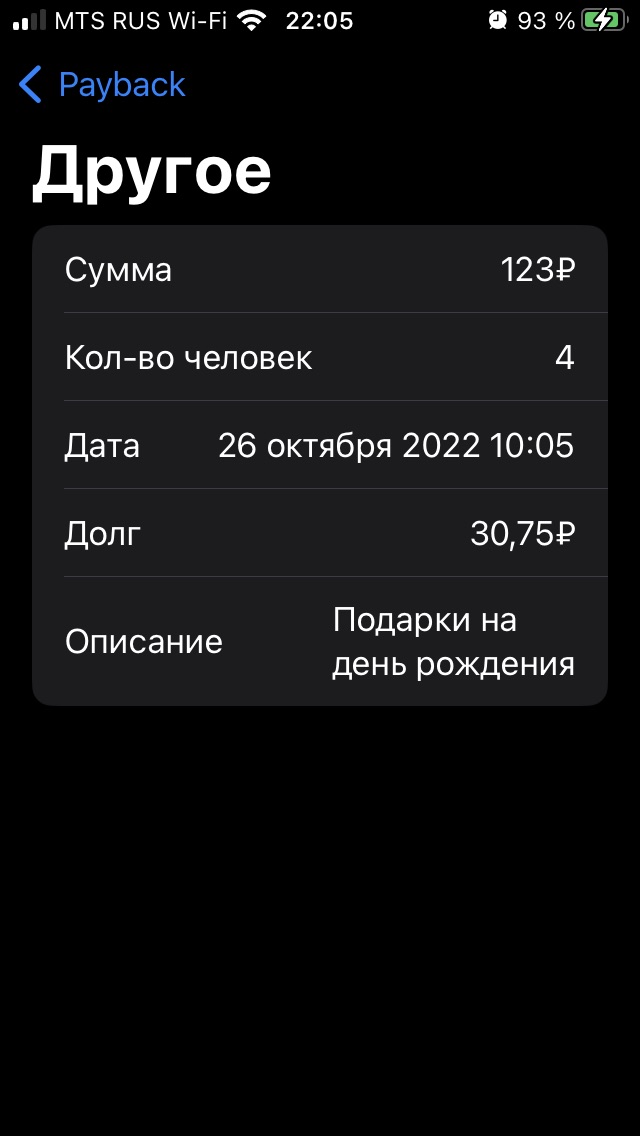 MTS RUS Wi-Fi 22:05 93 %
Payback
Другое
Сумма 123₽
Кол-во человек 4
Дата 26 октября 2022 10:05
Долг 30,75₽
Описание Подарки на
день рождения